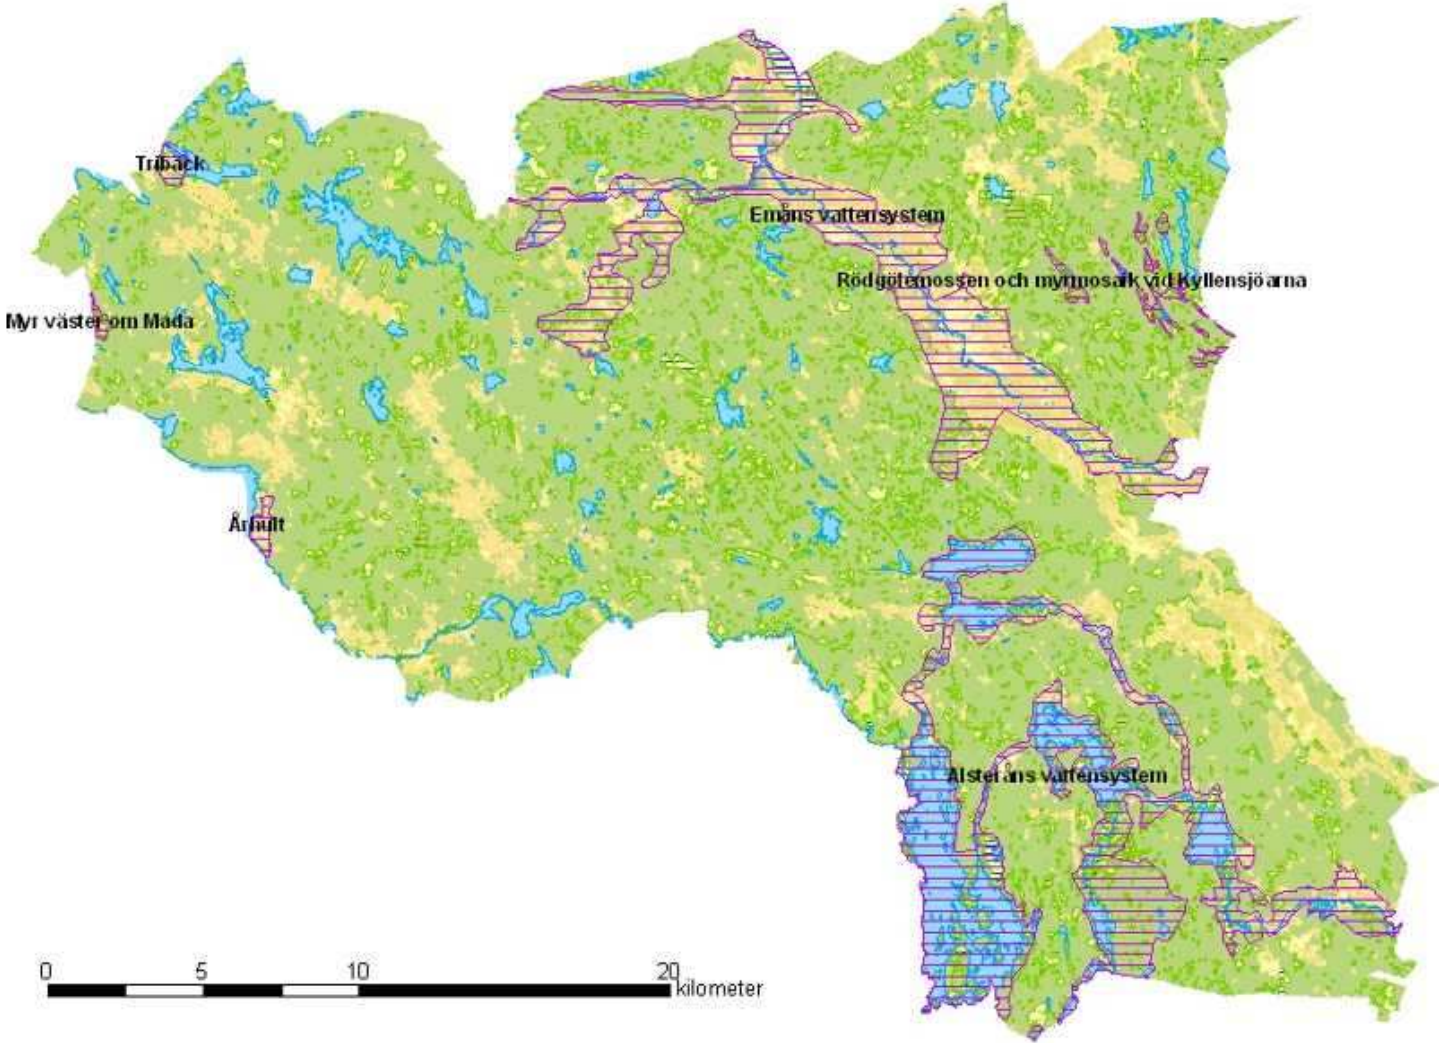 Tribäck
Emåns vattensystem
Rödgölemossen och myrmosaik vid Kyllensjöarna
Myr väster om Mada
Århult
Alsteråns vattensystem
0 5 10 20
kilometer